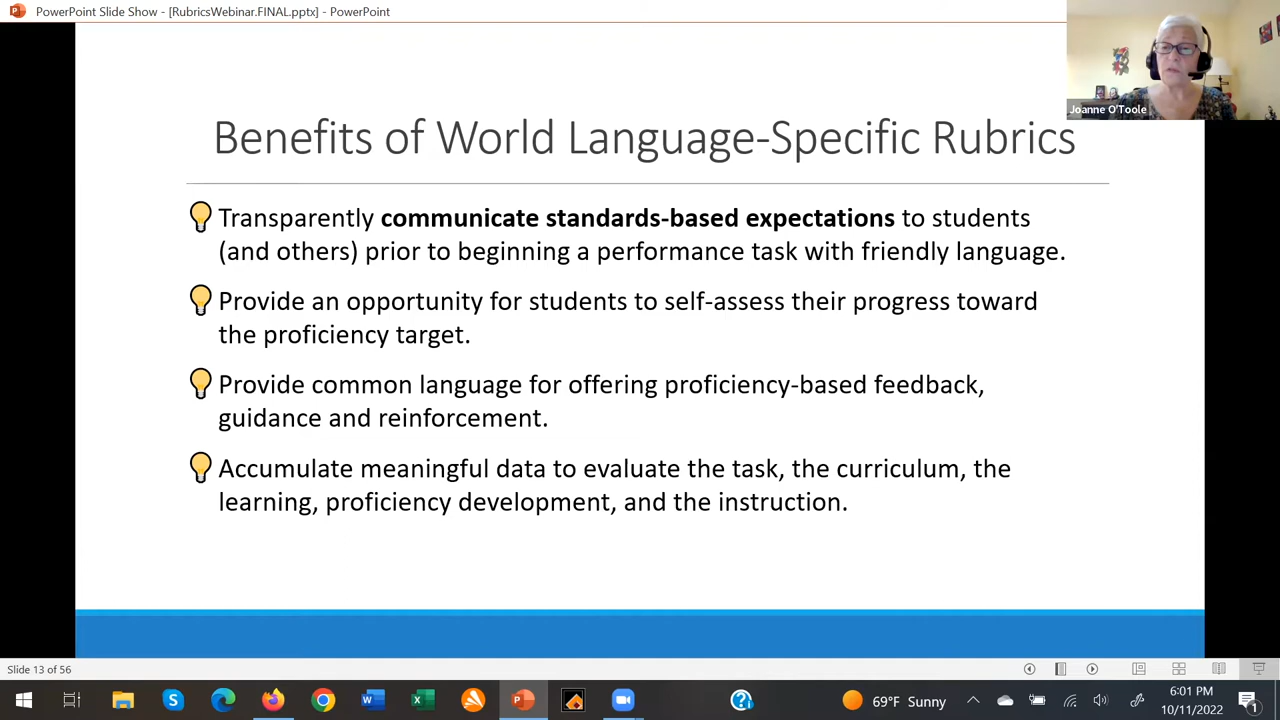 PowerPoint Slide Show - [RubricsWebinar.FINAL.pptx] - PowerPoint
Joanne O'Toole
Benefits of World Language-Specific Rubrics
Transparently communicate standards-based expectations to students
(and others) prior to beginning a performance task with friendly language.
Provide an opportunity for students to self-assess their progress toward
the proficiency target.
Provide common language for offering proficiency-based feedback,
guidance and reinforcement.
Accumulate meaningful data to evaluate the task, the curriculum, the
learning, proficiency development, and the instruction.
Slide 13 of 56
69°F Sunny
6:01 PM
10/11/2022
1